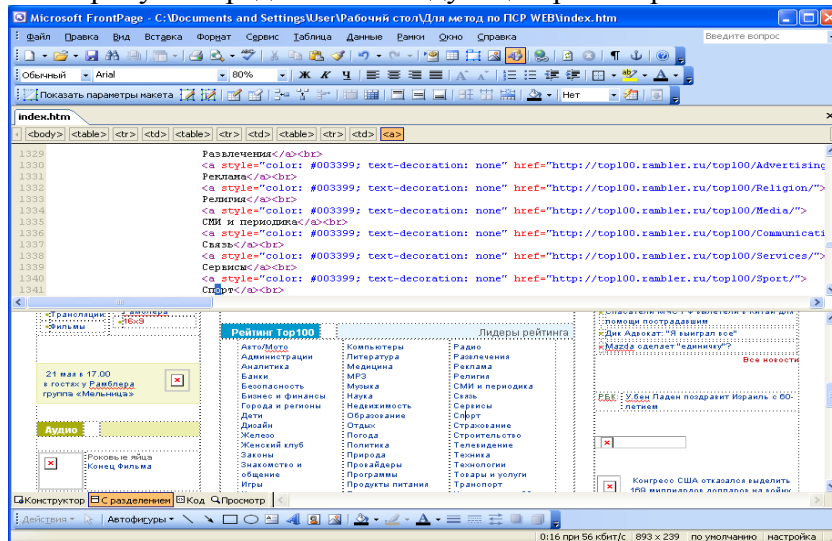 Microsoft FrontPage - C:\Documents and Settings\User\Рабочий стол\Для метод по ПСР WEB\index.htm
Файл Правка Вид Вставка Формат Сервис Таблица Данные Рамки Окно Справка Введите вопрос
Обычный Arial 80% Ж К Ч
Показать параметры макета Нет
index.htm
<body> <table> <tr> <td> <table> <tr> <td> <table> <tr> <td> <a>
1329 Развлечения</a><br>
1330 <a style="color: #003399; text-decoration: none" href="http://top100.rambler.ru/top100/Advertising
1331 Реклама</a><br>
1332 <a style="color: #003399; text-decoration: none" href="http://top100.rambler.ru/top100/Religion/">
1333 Религия</a><br>
1334 <a style="color: #003399; text-decoration: none" href="http://top100.rambler.ru/top100/Media/">
1335 СМИ и периодика</a><br>
1336 <a style="color: #003399; text-decoration: none" href="http://top100.rambler.ru/top100/Communicati
1337 Связь</a><br>
1338 <a style="color: #003399; text-decoration: none" href="http://top100.rambler.ru/top100/Services/">
1339 Сервисы</a><br>
1340 <a style="color: #003399; text-decoration: none" href="http://top100.rambler.ru/top100/Sport/">
1341 Спорт</a><br>
Трансляции
Фильмы
16x9
21 мая в 17.00
в гостях у Рамблера
группа «Мельница»
Аудио
Роковые яйца
Конец Фильма
Рейтинг Top100 Лидеры рейтинга
Авто/Мото Компьютеры Радио
Администрации Литература Развлечения
Аналитика Медицина Реклама
Банки MP3 Религия
Безопасность Музыка СМИ и периодика
Бизнес и финансы Наука Связь
Города и регионы Недвижимость Сервисы
Дети Образование Спорт
Дизайн Отдых Страхование
Железо Погода Строительство
Женский клуб Политика Телевидение
Законы Природа Техника
Знакомство и Провайдеры Технологии
общение Программы Товары и услуги
Игры Продукты питания Транспорт
помощи пострадавшим
Дик Адвокат: "Я выиграл все"
Mazda сделает "единичку"?
Все новости
РБК: У.бен Ладен поздравит Израиль с 60-
летием
Конгресс США отказался выделить
Конструктор С разделением Код Просмотр
Действия Автофигуры
0:16 при 56 кбит/с 893 x 239 по умолчанию настройка